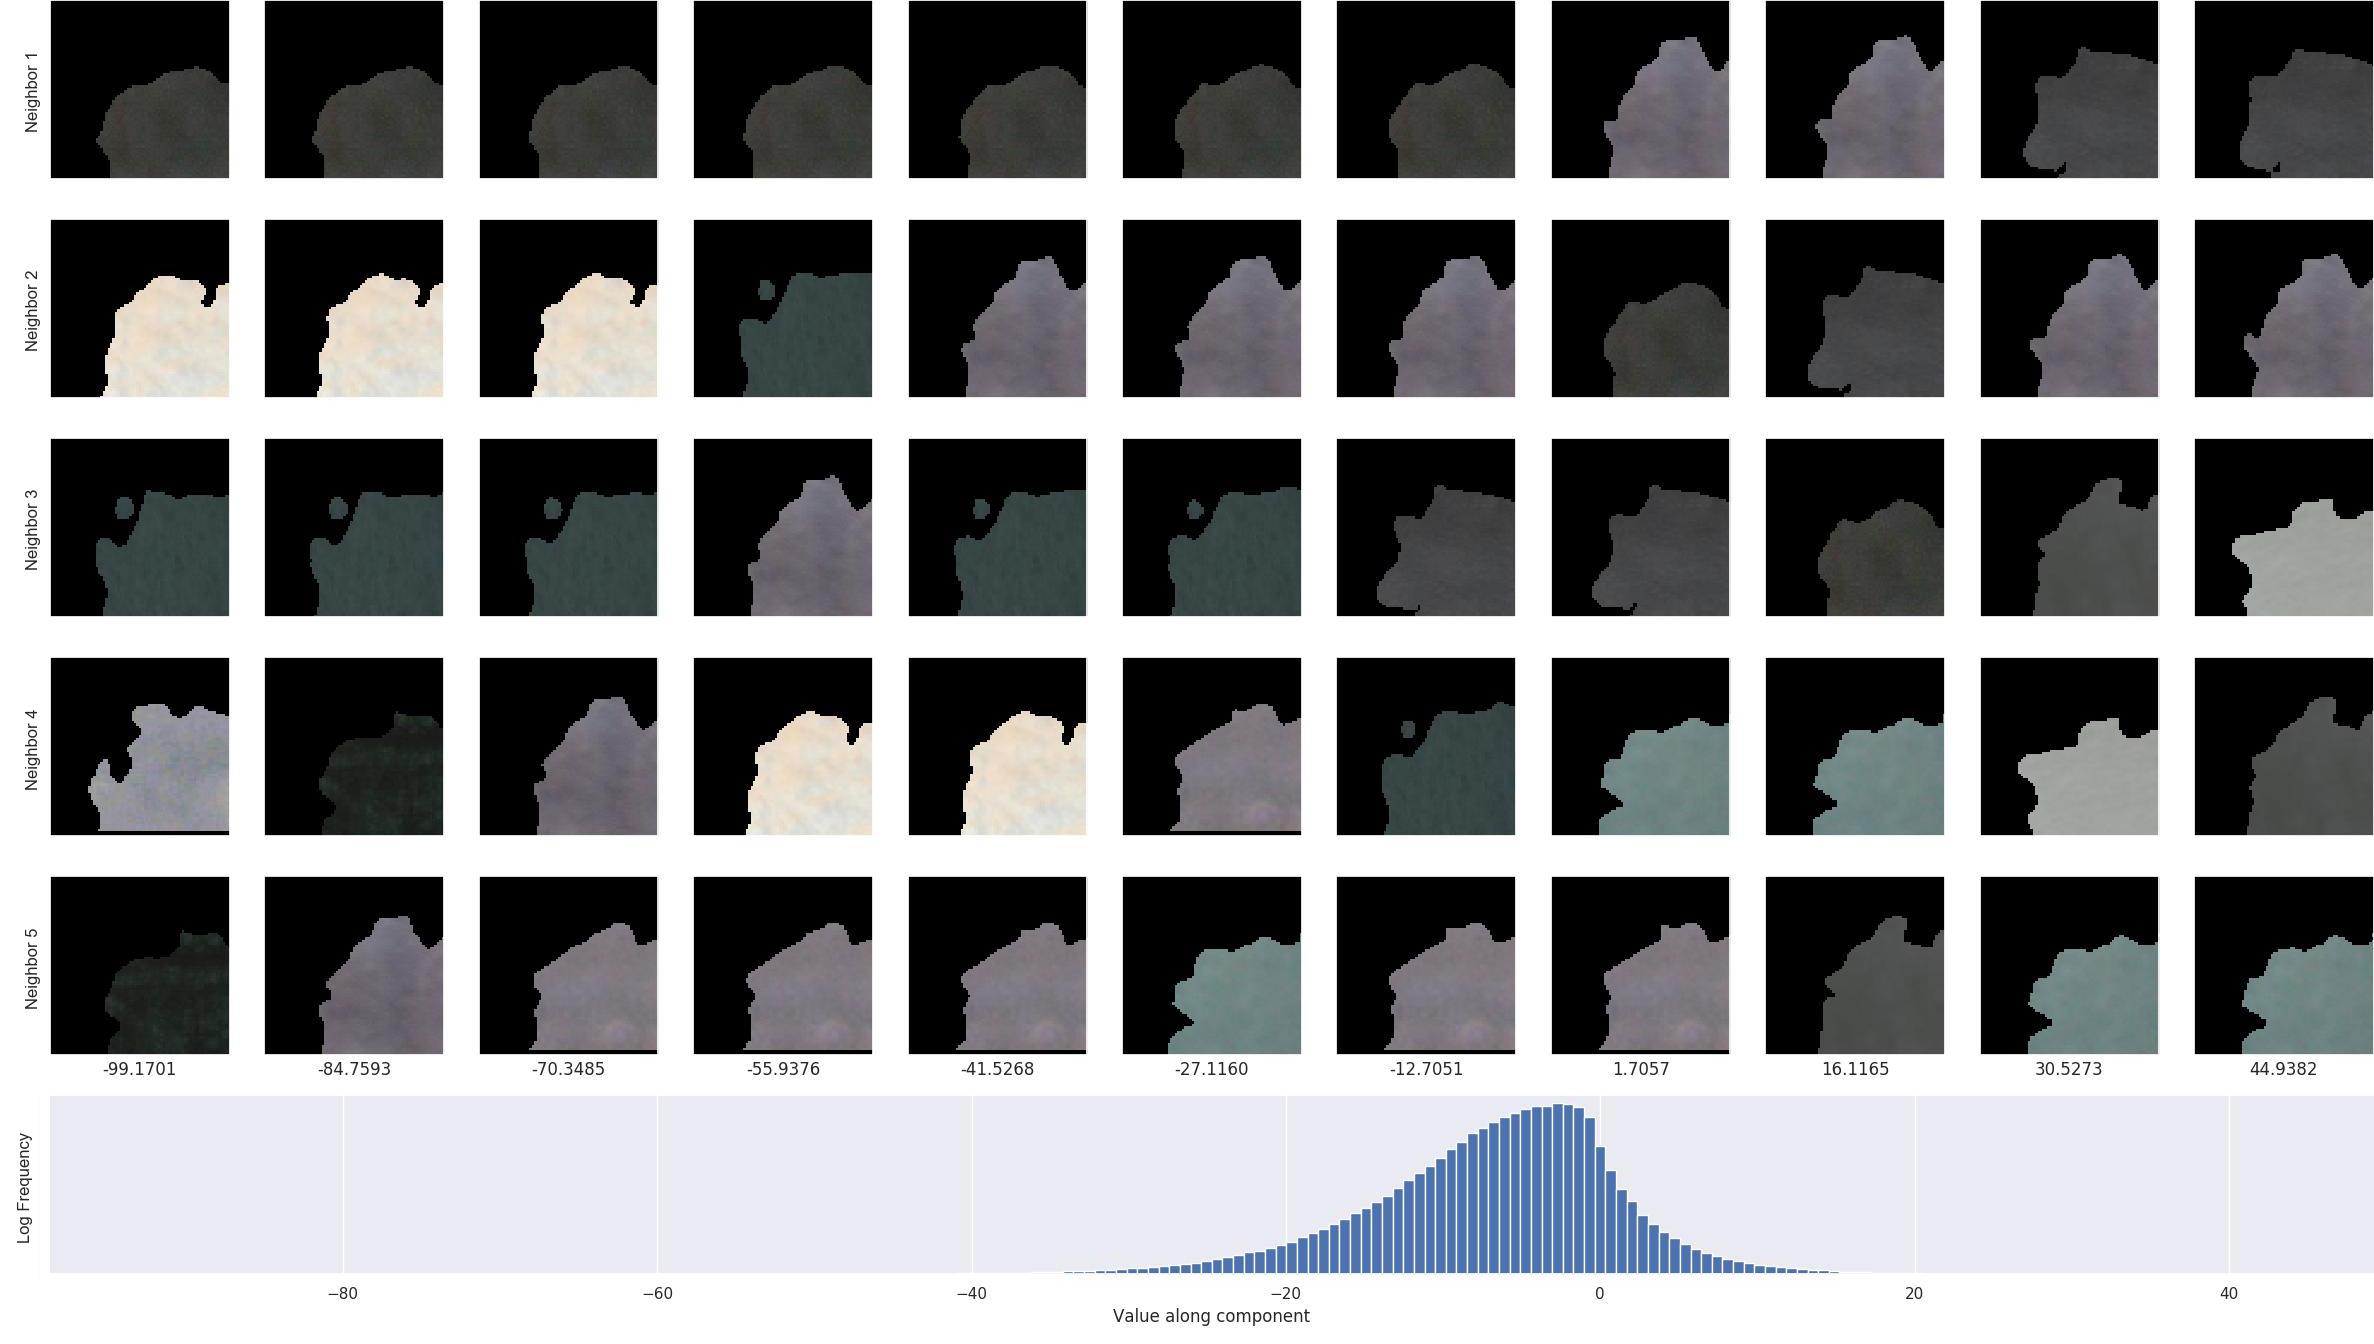 Neighbor 1
Neighbor 2
Neighbor 3
Neighbor 4
Neighbor 5
-99.1701
-84.7593
-70.3485
-55.9376
-41.5268
-27.1160
-12.7051
1.7057
16.1165
30.5273
44.9382
Log Frequency
−80
−60
−40
−20
0
20
40
Value along component